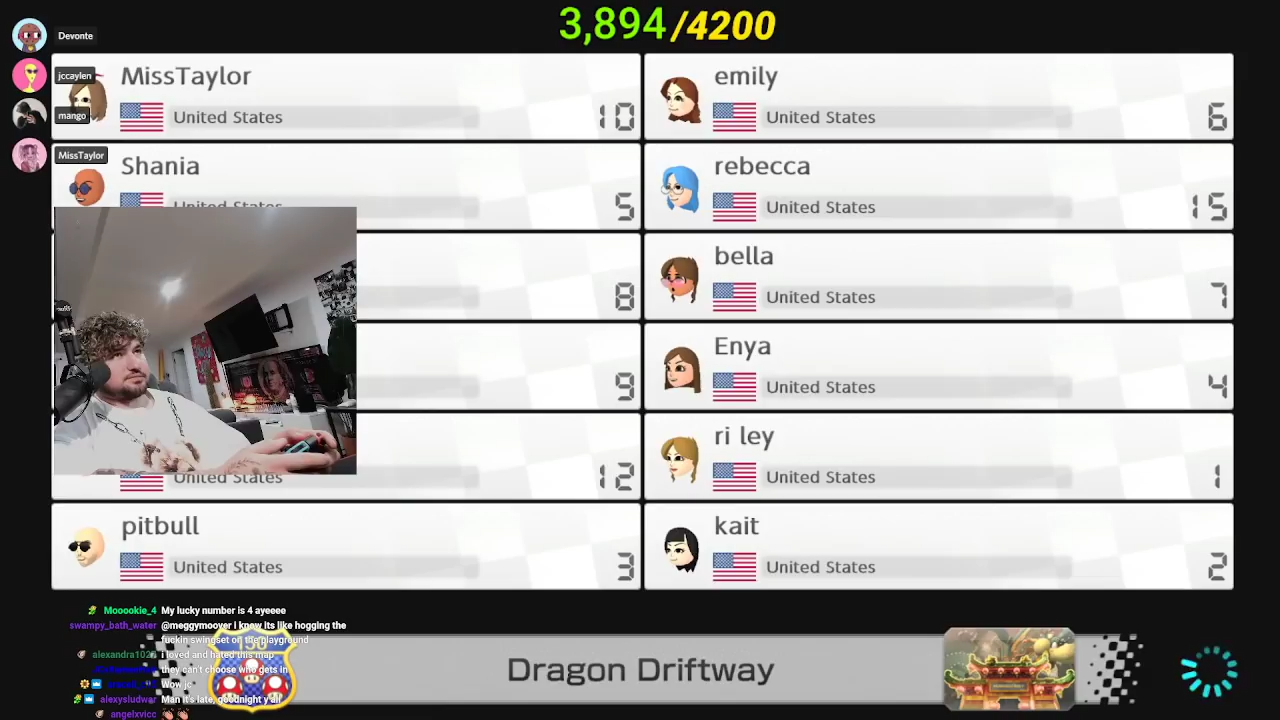 3,894/4200
Devonte
jccaylen
mango
MissTaylor
MissTaylor
United States
10
emily
United States
6
Shania
United States
5
rebecca
United States
15
8
bella
United States
7
9
Enya
United States
4
United States
12
ri ley
United States
1
pitbull
United States
3
kait
United States
2
Mooookie_4 My lucky number is 4 ayeeee
swampy_bath_water @meggymoover i know its like hogging the
fuckin swingset on the playground
i loved and hated this map
they can't choose who gets in
Wow jc
alexysludwar Man it's late, goodnight y'all
angelxvicc
150
Dragon Driftway